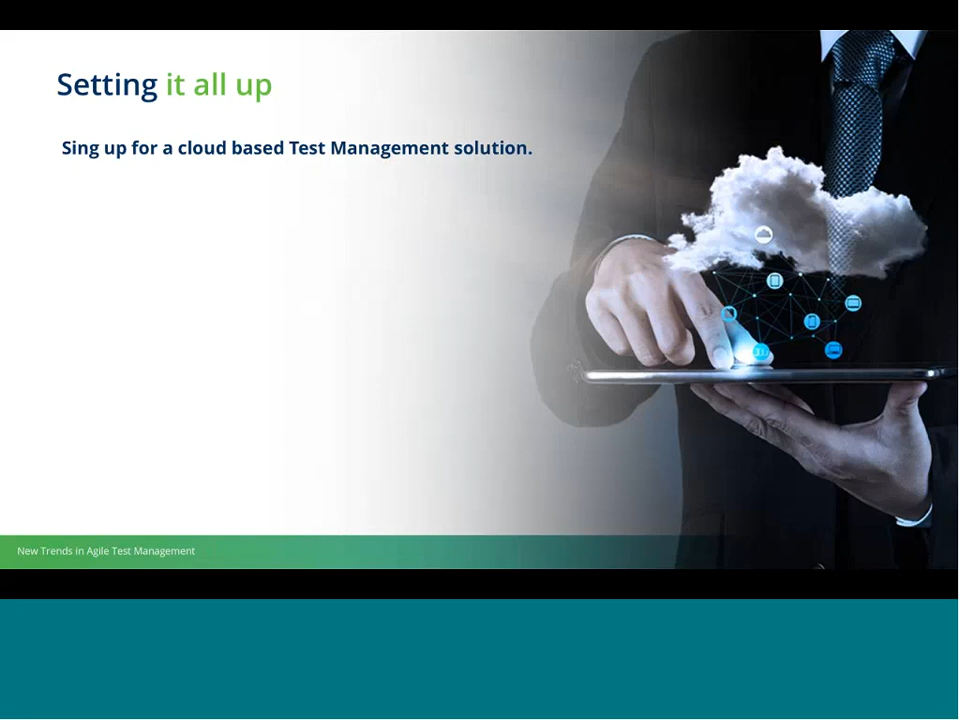 Setting it all up
Sing up for a cloud based Test Management solution.
New Trends in Agile Test Management